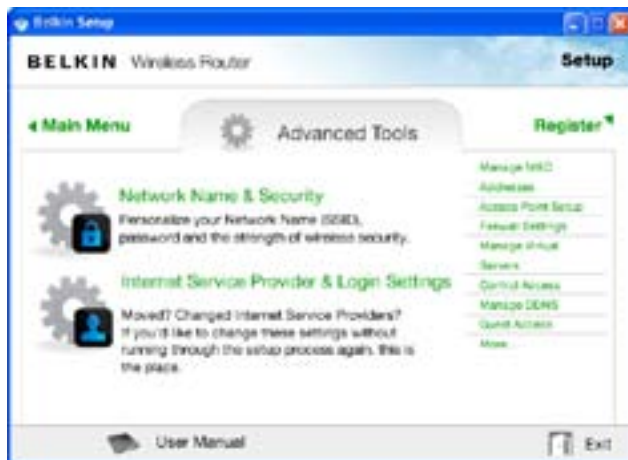 Belkin Setup
BELKIN Wireless Router
Setup
Main Menu
Advanced Tools
Register
Network Name & Security
Personalize your Network Name (SSID),
password and the strength of wireless security.
Internet Service Provider & Login Settings
Moved? Changed Internet Service Providers?
If you'd like to change these settings without
running through the setup process again, this is
the place.
Manage MAC
Addresses
Access Point Setup
Firewall Settings
Manage Virtual
Servers
Control Access
Manage DDNS
Guest Access
More
User Manual
Exit